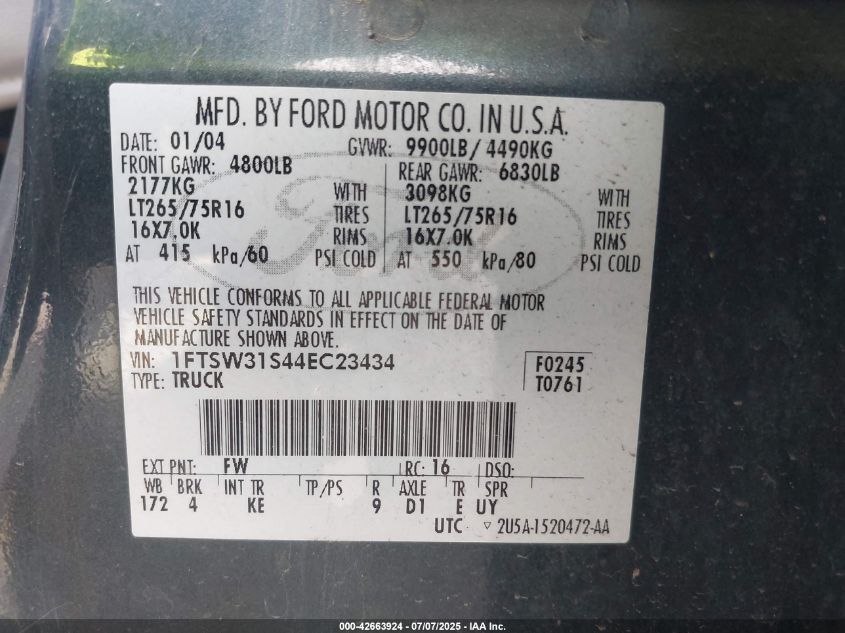 MFD. BY FORD MOTOR CO. IN U.S.A.
DATE: 01/04 GVWR: 9900LB/ 4490KG
FRONT GAWR: 4800LB REAR GAWR: 6830LB
2177KG WITH 3098KG WITH
LT265/75R16 TIRES LT265/75R16 TIRES
16X7.0K RIMS 16X7.0K RIMS
AT 415 kPa/60 PSI COLD AT 550 kPa/80 PSI COLD
Ford
THIS VEHICLE CONFORMS TO ALL APPLICABLE FEDERAL MOTOR
VEHICLE SAFETY STANDARDS IN EFFECT ON THE DATE OF
MANUFACTURE SHOWN ABOVE.
VIN: 1FTSW31S44EC23434 F0245
TYPE: TRUCK T0761
EXT PNT: FW RC: 16 DSO:
WB BRK INT TR TP/PS R AXLE TR SPR
172 4 KE 9 D1 E UY
UTC ▽ 2U5A-1520472-AA
000-42663924 / 07/07/2025 - IAA Inc.